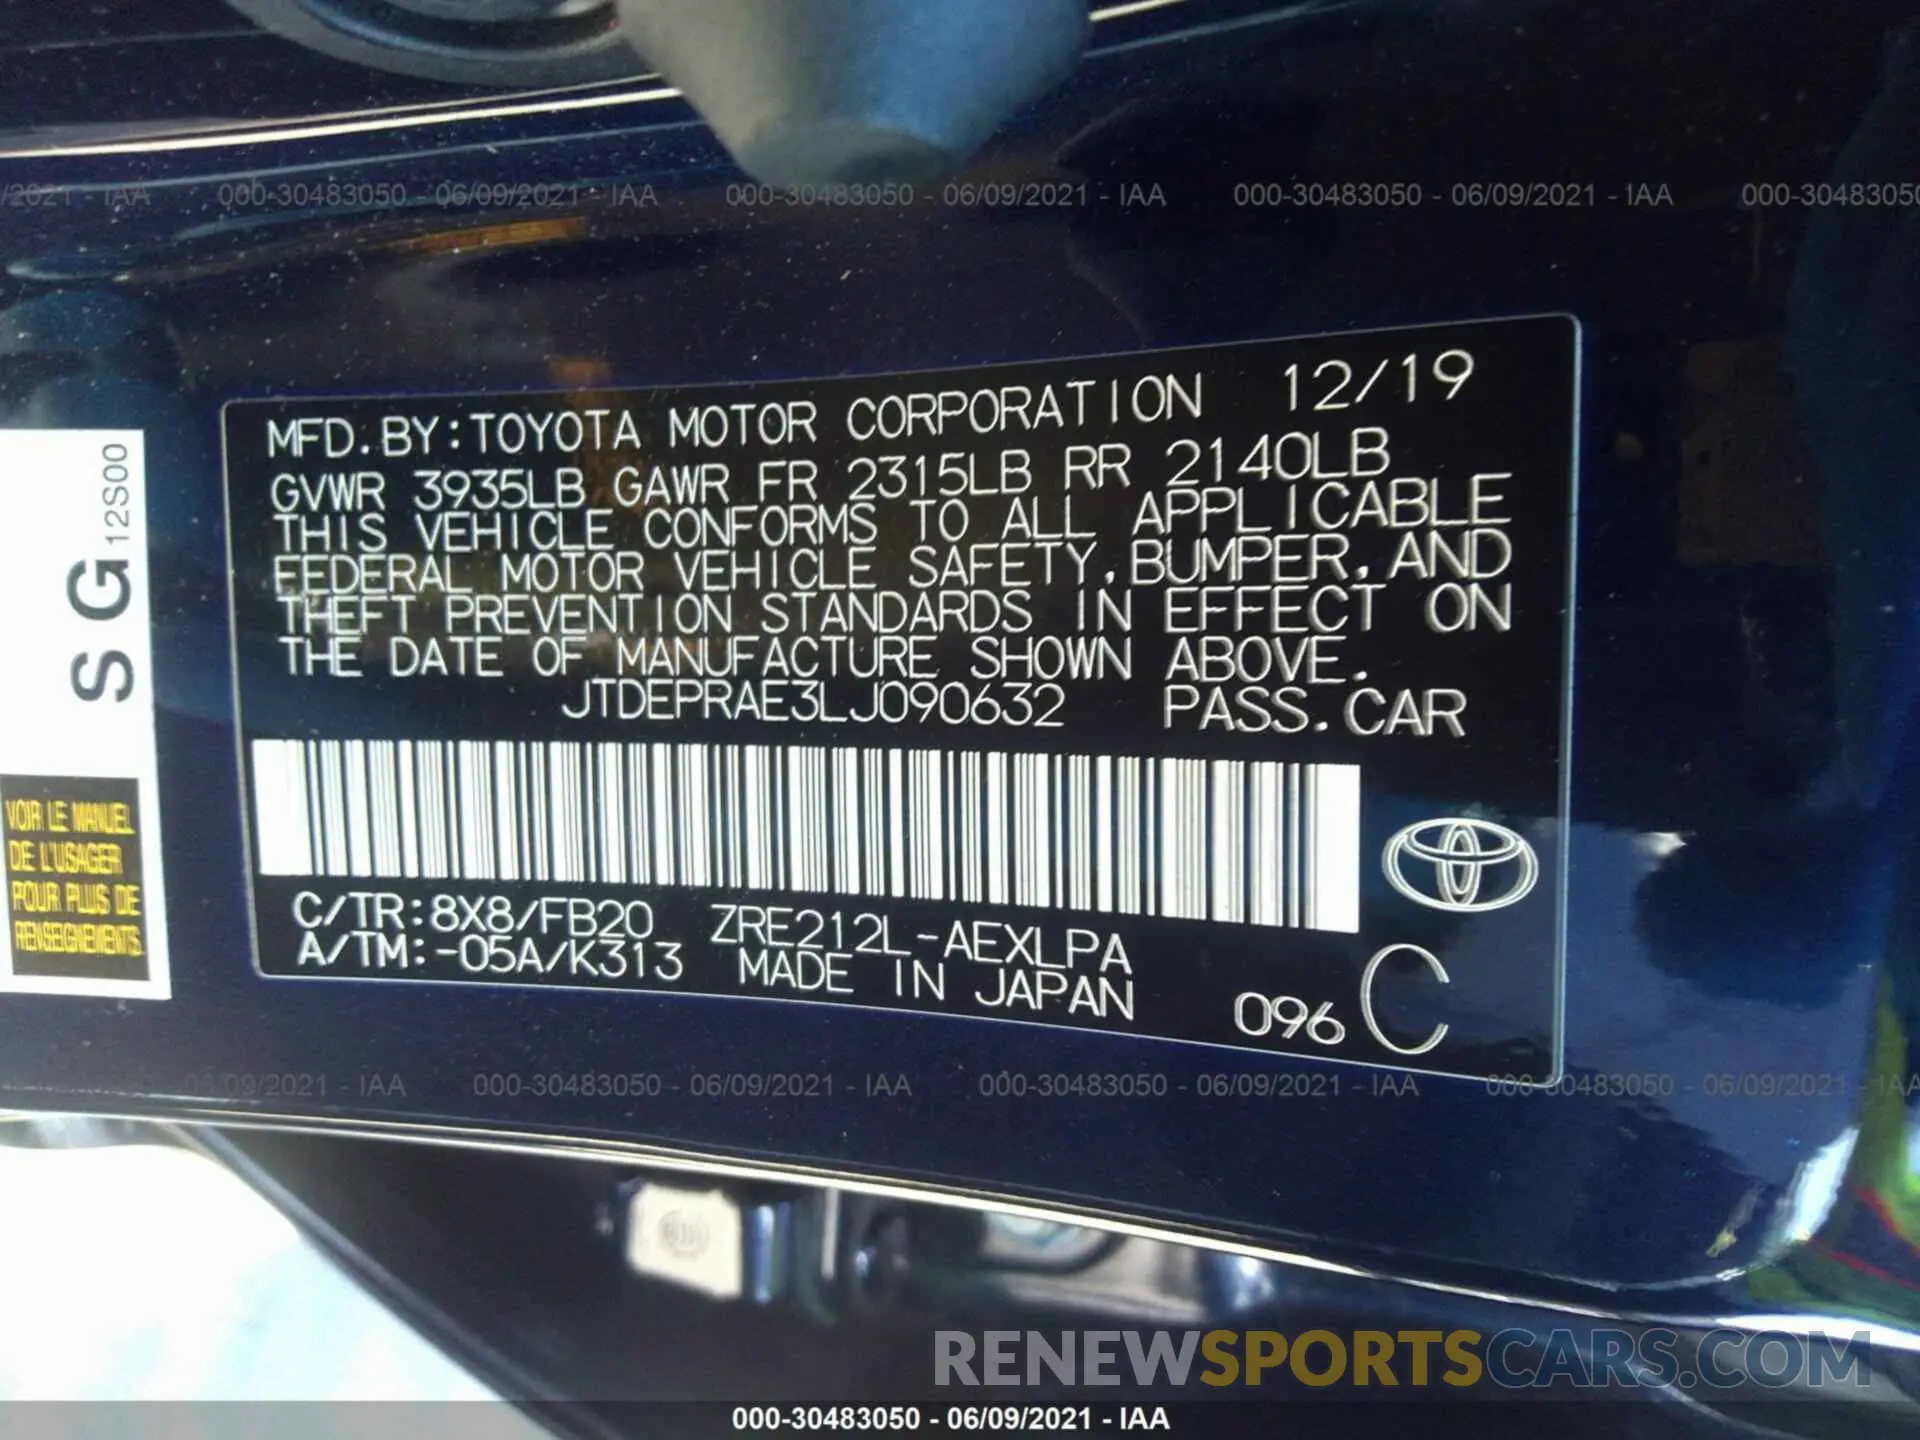 /2021 - IAA 000-30483050 - 06/09/2021 - IAA 000-30483050 - 06/09/2021 - IAA 000-30483050 - 06/09/2021 - IAA 000-3048305
MFD.BY:TOYOTA MOTOR CORPORATION 12/19
GVWR 3935LB GAWR FR 2315LB RR 2140LB
THIS VEHICLE CONFORMS TO ALL APPLICABLE
FEDERAL MOTOR VEHICLE SAFETY,BUMPER,AND
THEFT PREVENTION STANDARDS IN EFFECT ON
THE DATE OF MANUFACTURE SHOWN ABOVE.
JTDEPRAE3LJ090632 PASS.CAR
C/TR:8X8/FB20 ZRE212L-AEXLPA
A/TM:-05A/K313 MADE IN JAPAN
096 C
S G 12S00
VOIR LE MANUEL
DE L'USAGER
POUR PLUS DE
RENSEIGNEMENTS.
06/09/2021 - IAA 000-30483050 - 06/09/2021 - IAA 000-30483050 - 06/09/2021 - IAA 000-30483050 - 06/09/2021 - IAA
RENEWSPORTSCARS.COM
000-30483050 - 06/09/2021 - IAA